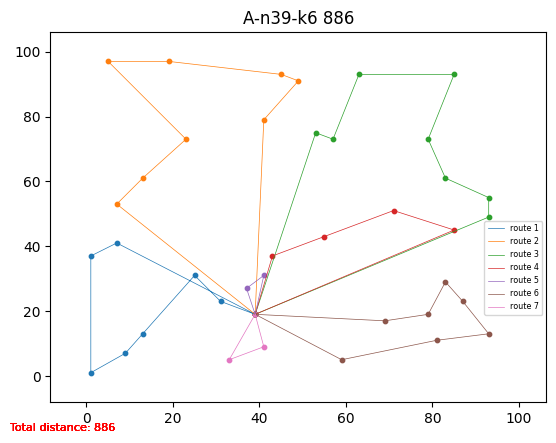 A-n39-k6 886
100
80
60
40
20
0
0 20 40 60 80 100
route 1
route 2
route 3
route 4
route 5
route 6
route 7
Total distance: 886